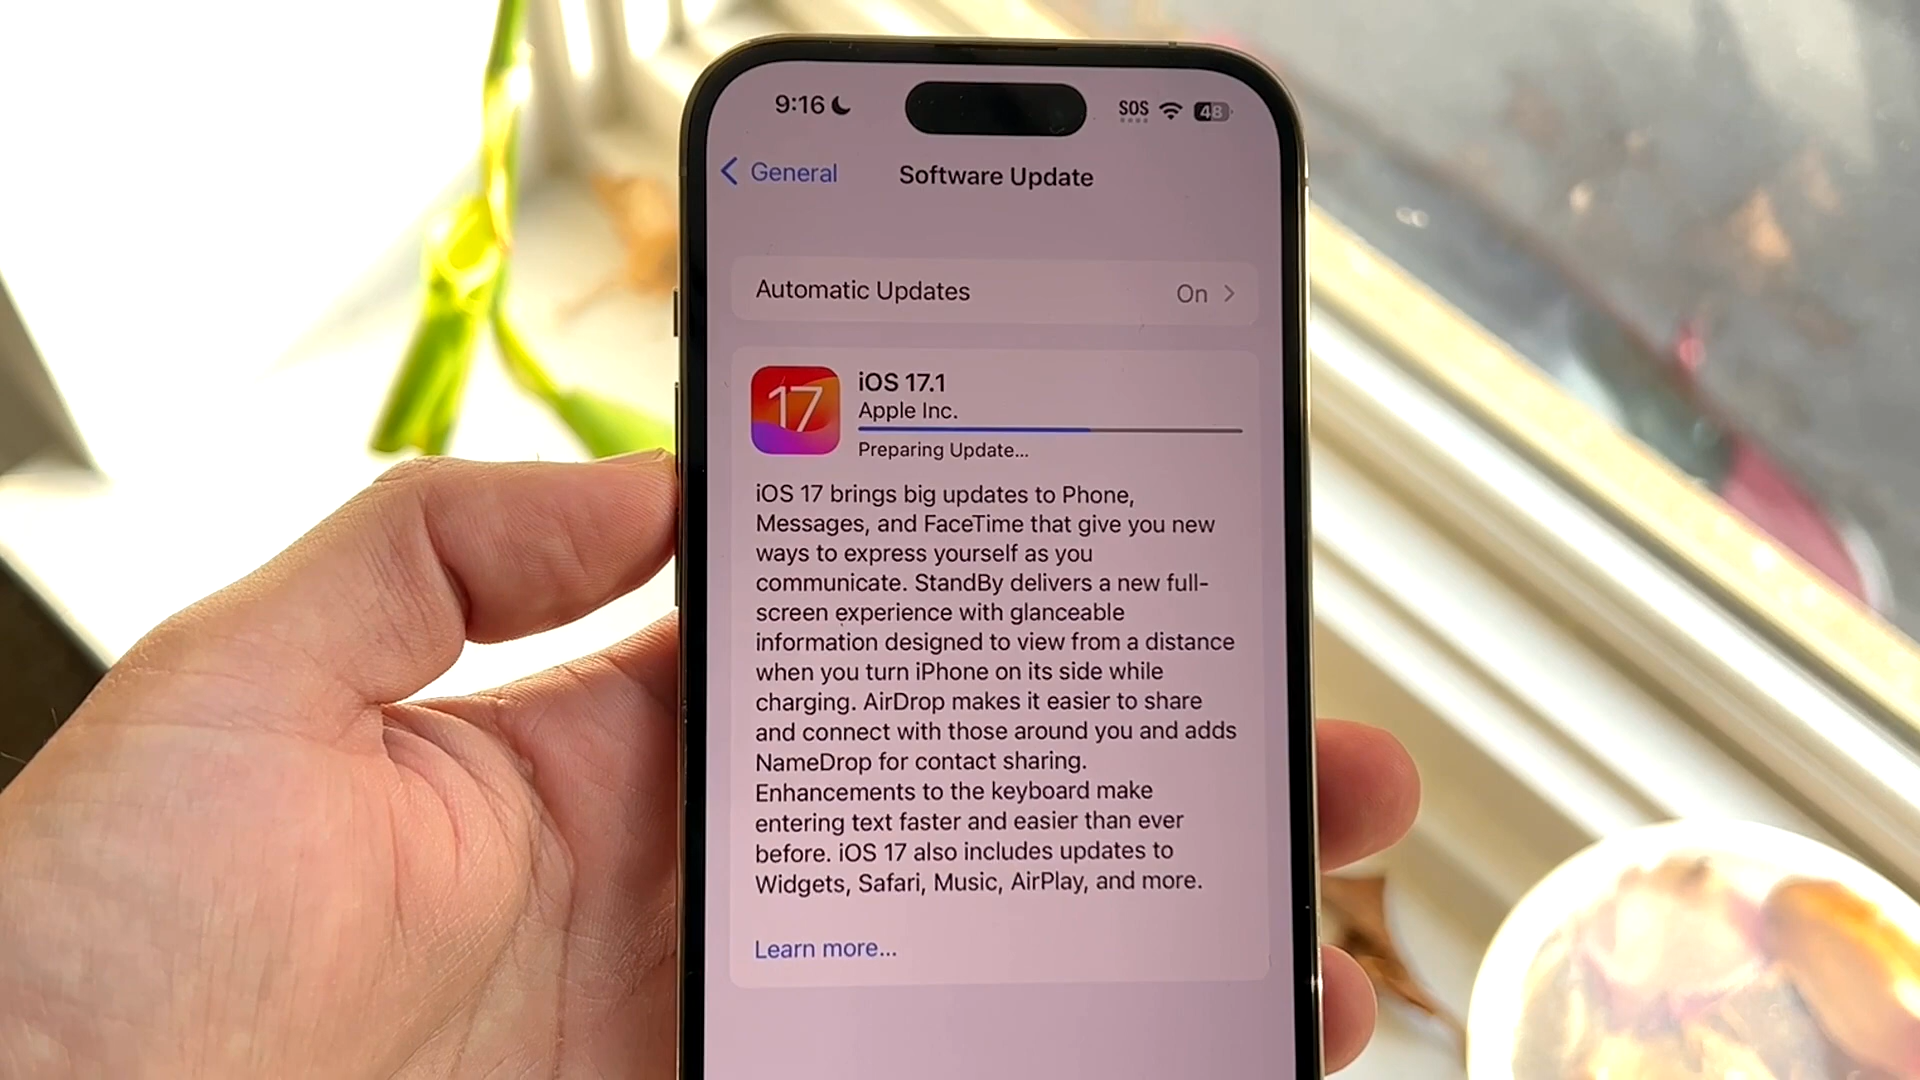 9:16
SOS
48
General
Software Update
Automatic Updates On
17
iOS 17.1
Apple Inc.
Preparing Update...
iOS 17 brings big updates to Phone,
Messages, and FaceTime that give you new
ways to express yourself as you
communicate. StandBy delivers a new full-
screen experience with glanceable
information designed to view from a distance
when you turn iPhone on its side while
charging. AirDrop makes it easier to share
and connect with those around you and adds
NameDrop for contact sharing.
Enhancements to the keyboard make
entering text faster and easier than ever
before. iOS 17 also includes updates to
Widgets, Safari, Music, AirPlay, and more.
Learn more...